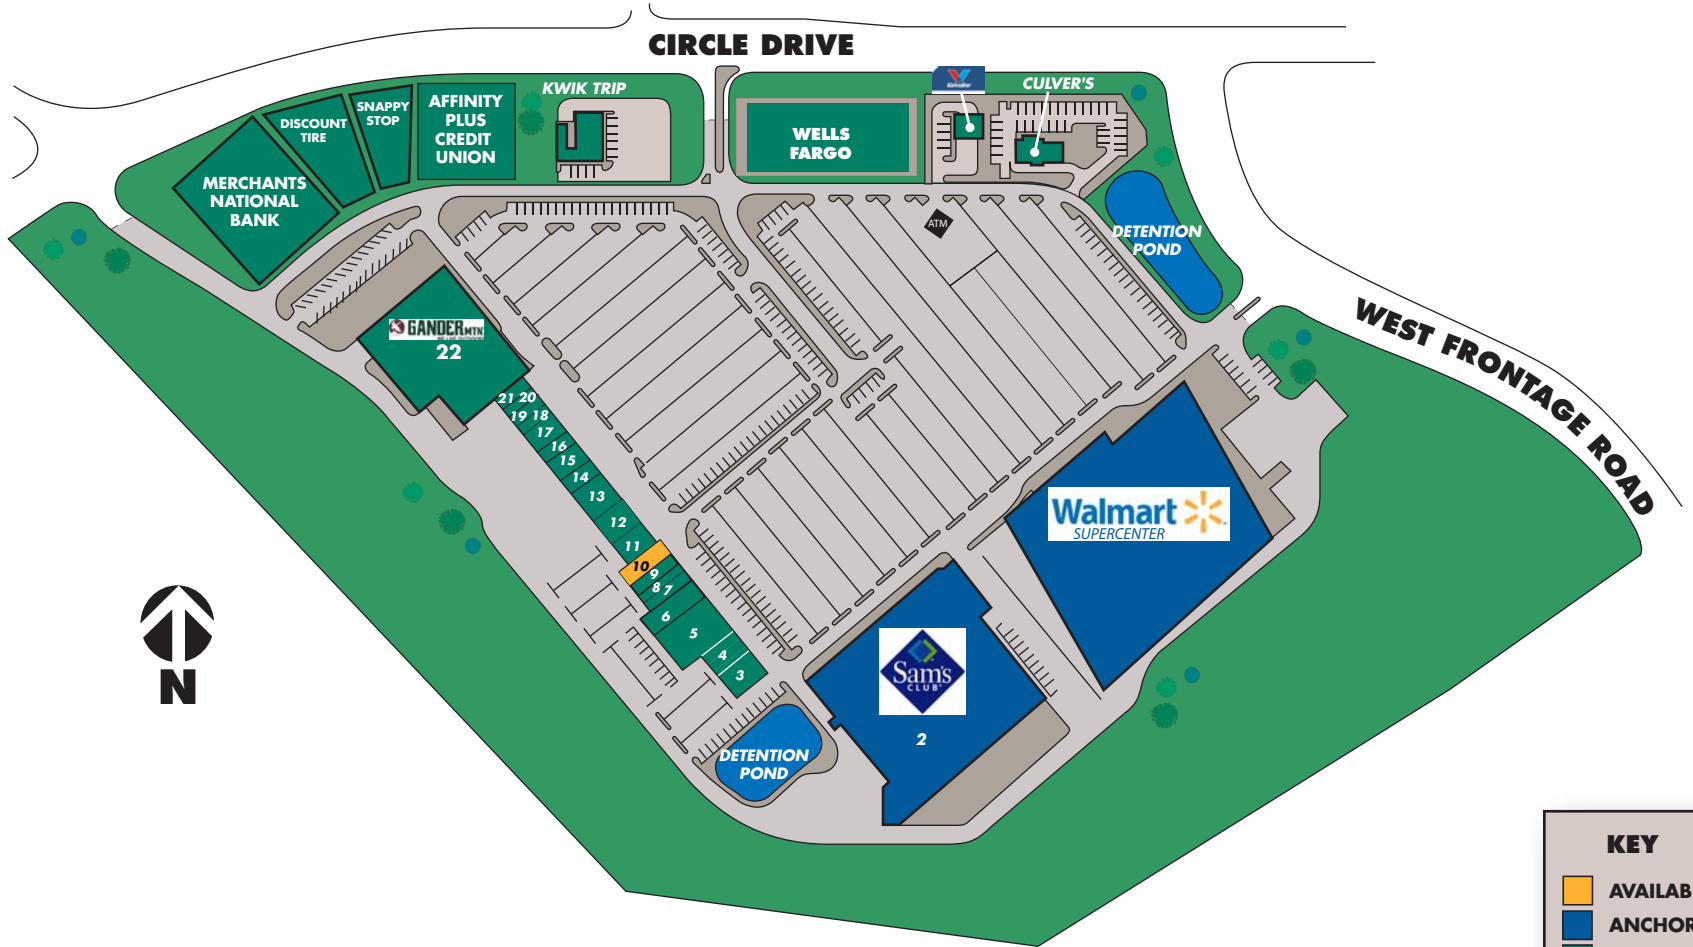 CIRCLE DRIVE
KWIK TRIP
CULVER'S
SNAPPY
STOP
DISCOUNT
TIRE
AFFINITY
PLUS
CREDIT
UNION
WELLS
FARGO
MERCHANTS
NATIONAL
BANK
ATM
DETENTION
POND
WEST FRONTAGE ROAD
GANDER MTN
22
21
20
19
18
17
16
15
14
13
12
11
10
9
8
7
6
5
4
3
Walmart
SUPERCENTER
Sam's
CLUB
2
DETENTION
POND
N
KEY
AVAILAB
ANCHOR